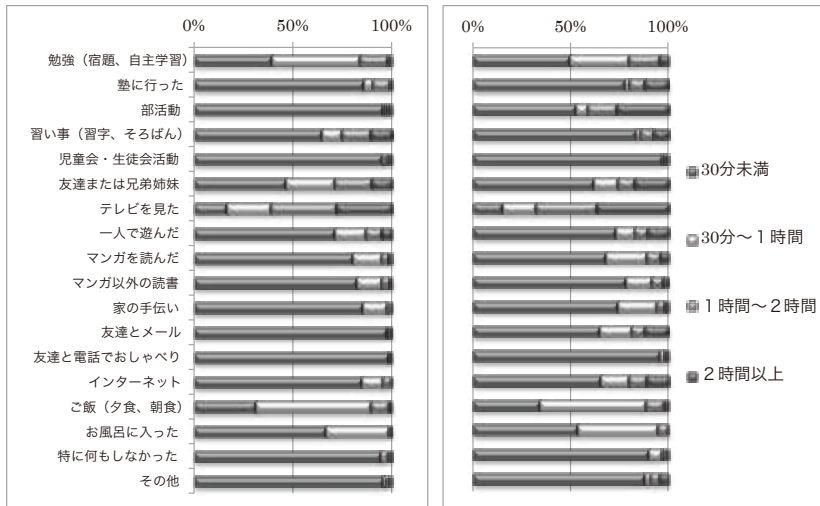 0% 50% 100%
0% 50% 100%
勉強（宿題、自主学習）
塾に行った
部活動
習い事（習字、そろばん）
児童会・生徒会活動
友達または兄弟姉妹
テレビを見た
一人で遊んだ
マンガを読んだ
マンガ以外の読書
家の手伝い
友達とメール
友達と電話でおしゃべり
インターネット
ご飯（夕食、朝食）
お風呂に入った
特に何もしなかった
その他
30分未満
30分〜１時間
１時間〜２時間
２時間以上